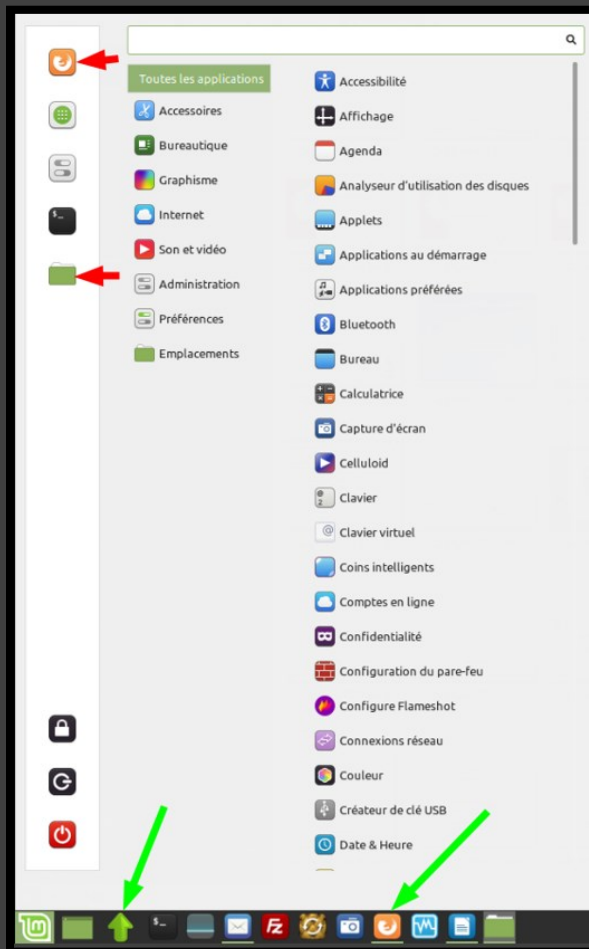 Toutes les applications
Accessoires
Bureautique
Graphisme
Internet
Son et vidéo
Administration
Préférences
Emplacements
Accessibilité
Affichage
Agenda
Analyseur d'utilisation des disques
Applets
Applications au démarrage
Applications préférées
Bluetooth
Bureau
Calculatrice
Capture d'écran
Celluloid
Clavier
Clavier virtuel
Coins intelligents
Comptes en ligne
Confidentialité
Configuration du pare-feu
Configure Flameshot
Connexions réseau
Couleur
Créateur de clé USB
Date & Heure